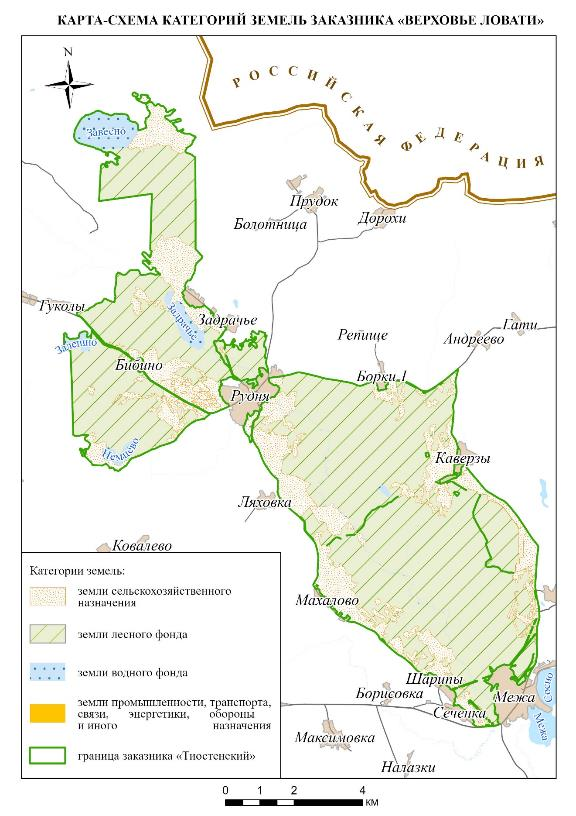 КАРТА-СХЕМА КАТЕГОРИЙ ЗЕМЕЛЬ ЗАКАЗНИКА «ВЕРХОВЬЕ ЛОВАТИ»
N
РОССИЙСКАЯ ФЕДЕРАЦИЯ
Завесно
Прудок
Болотница
Дорохи
Гуколы
Задрачье
Задрачье
Гати
Репище
Андреево
Заленно
Бибино
Борки 1
Рудня
Немцево
Каверзы
Ляховка
Ковалево
Категории земель:
земли сельскохозяйственного
назначения
Махалово
земли лесного фонда
земли водного фонда
Шарипы
Борисовка
Межа
Сосно
Сеченка
Межа
земли промышленности, транспорта,
связи, энергетики, обороны
и иного назначения
Максимовка
граница заказника «Тиостенский»
Налазки
0 1 2 4
КМ